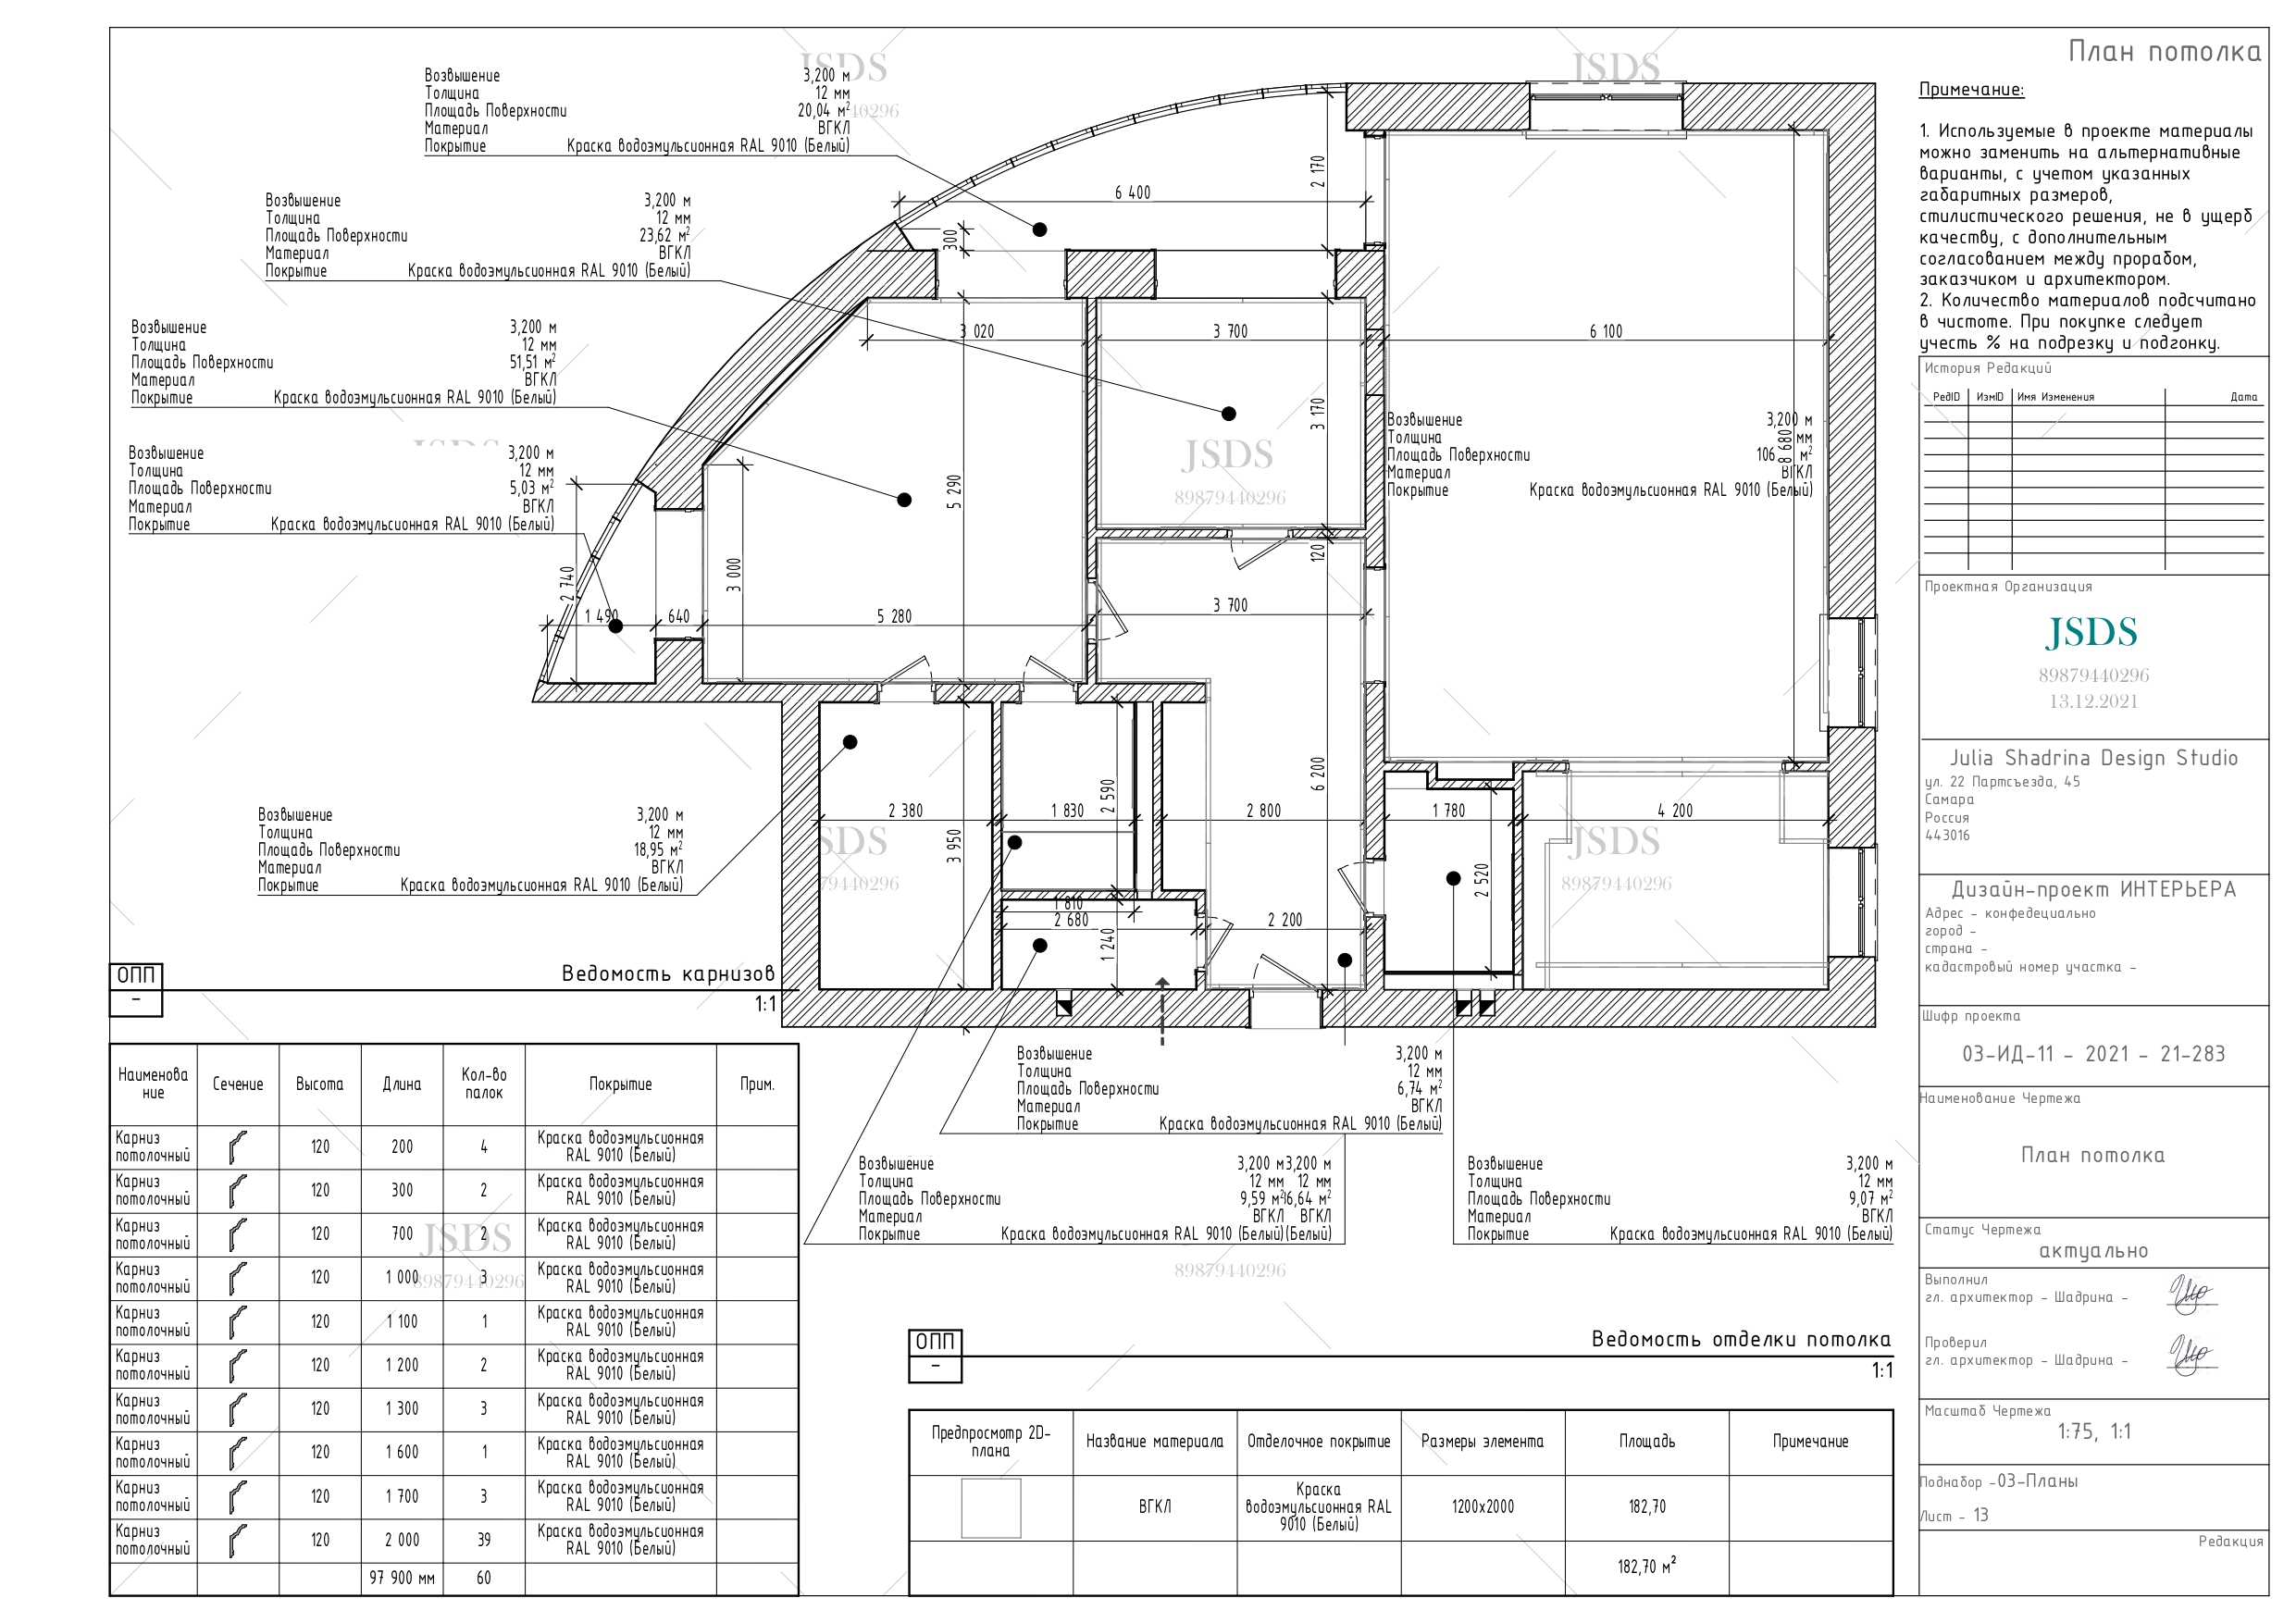 План потолка
Примечание:
1. Используемые в проекте материалы
можно заменить на альтернативные
варианты, с учетом указанных
габаритных размеров,
стилистического решения, не в ущерб
качеству, с дополнительным
согласованием между прорабом,
заказчиком и архитектором.
2. Количество материалов подсчитано
в чистоте. При покупке следует
учесть % на подрезку и подгонку.
История Редакций
РедID ИзмID Имя Изменения Дата
Проектная Организация
JSDS
89879440296
13.12.2021
Julia Shadrina Design Studio
ул. 22 Партсъезда, 45
Самара
Россия
443016
Дизайн-проект ИНТЕРЬЕРА
Адрес - конфедециально
город -
страна -
кадастровый номер участка -
Шифр проекта
03-ИД-11 - 2021 - 21-283
Наименование Чертежа
План потолка
Статус Чертежа
актуально
Выполнил
гл. архитектор - Шадрина -
Проверил
гл. архитектор - Шадрина -
Масштаб Чертежа
1:75, 1:1
Поднабор -03-Планы
Лист - 13
Редакция
Возвышение 3,200 м
Толщина 12 мм
Площадь Поверхности 20,04 м²
Материал ВГКЛ
Покрытие Краска водоэмульсионная RAL 9010 (Белый)
Возвышение 3,200 м
Толщина 12 мм
Площадь Поверхности 23,62 м²
Материал ВГКЛ
Покрытие Краска водоэмульсионная RAL 9010 (Белый)
Возвышение 3,200 м
Толщина 12 мм
Площадь Поверхности 51,51 м²
Материал ВГКЛ
Покрытие Краска водоэмульсионная RAL 9010 (Белый)
Возвышение 3,200 м
Толщина 12 мм
Площадь Поверхности 5,03 м²
Материал ВГКЛ
Покрытие Краска водоэмульсионная RAL 9010 (Белый)
Возвышение 3,200 м
Толщина 12 мм
Площадь Поверхности 18,95 м²
Материал ВГКЛ
Покрытие Краска водоэмульсионная RAL 9010 (Белый)
Возвышение 3,200 м
Толщина мм
Площадь Поверхности 106 м²
Материал ВГКЛ
Покрытие Краска водоэмульсионная RAL 9010 (Белый)
6 400
2 170
300
3 020
3 700
6 100
8 680
3 170
5 290
3 000
2 740
1 490
640
5 280
120
3 700
6 200
2 380
3 950
1 830
2 590
2 800
1 780
2 520
4 200
1 810
2 680
1 240
2 200
JSDS
JSDS
89879440296
JSDS
89879440296
Возвышение 3,200 м
Толщина 12 мм
Площадь Поверхности 6,74 м²
Материал ВГКЛ
Покрытие Краска водоэмульсионная RAL 9010 (Белый)
Возвышение 3,200 м 3,200 м
Толщина 12 мм 12 мм
Площадь Поверхности 9,59 м² 6,64 м²
Материал ВГКЛ ВГКЛ
Покрытие Краска водоэмульсионная RAL 9010 (Белый) (Белый)
Возвышение 3,200 м
Толщина 12 мм
Площадь Поверхности 9,07 м²
Материал ВГКЛ
Покрытие Краска водоэмульсионная RAL 9010 (Белый)
89879440296
ОПП
-
Ведомость карнизов
1:1
Наименова
ние Сечение Высота Длина Кол-во
палок Покрытие Прим.
Карниз
потолочный 120 200 4 Краска водоэмульсионная
RAL 9010 (Белый)
Карниз
потолочный 120 300 2 Краска водоэмульсионная
RAL 9010 (Белый)
Карниз
потолочный 120 700 2 Краска водоэмульсионная
RAL 9010 (Белый)
Карниз
потолочный 120 1 000 3 Краска водоэмульсионная
RAL 9010 (Белый)
Карниз
потолочный 120 1 100 1 Краска водоэмульсионная
RAL 9010 (Белый)
Карниз
потолочный 120 1 200 2 Краска водоэмульсионная
RAL 9010 (Белый)
Карниз
потолочный 120 1 300 3 Краска водоэмульсионная
RAL 9010 (Белый)
Карниз
потолочный 120 1 600 1 Краска водоэмульсионная
RAL 9010 (Белый)
Карниз
потолочный 120 1 700 3 Краска водоэмульсионная
RAL 9010 (Белый)
Карниз
потолочный 120 2 000 39 Краска водоэмульсионная
RAL 9010 (Белый)
97 900 мм 60
JSDS
89879440296
ОПП
-
Ведомость отделки потолка
1:1
Предпросмотр 2D-
плана Название материала Отделочное покрытие Размеры элемента Площадь Примечание
ВГКЛ Краска
водоэмульсионная RAL
9010 (Белый) 1200x2000 182,70
182,70 м²